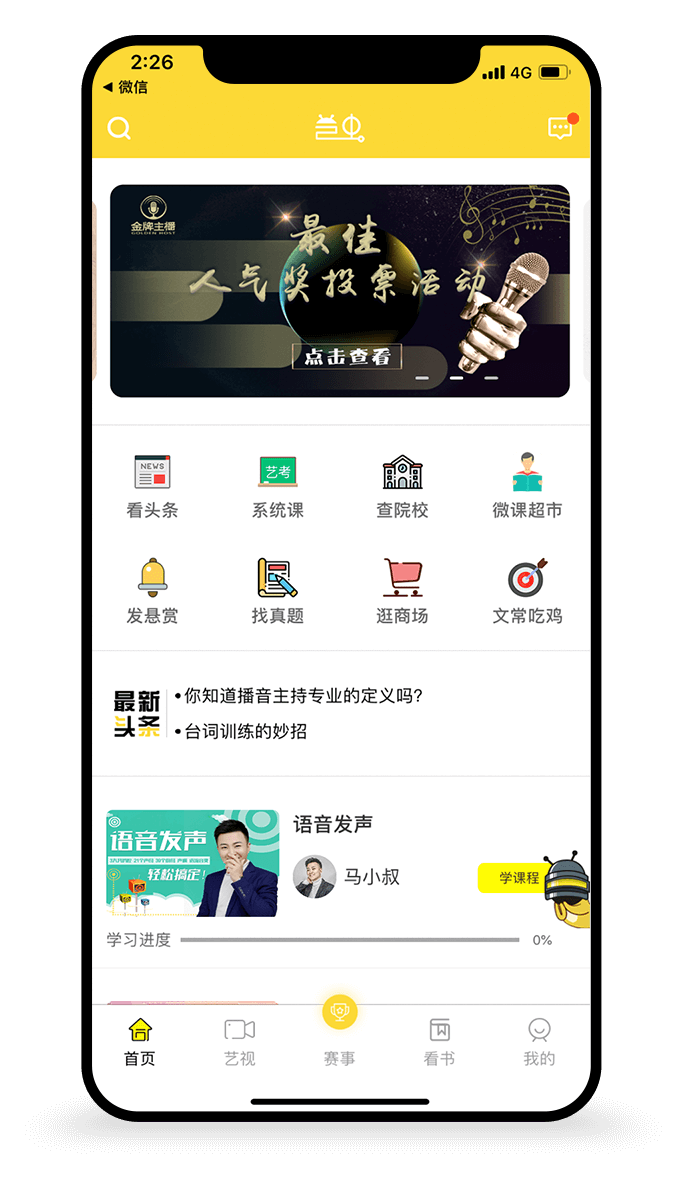 2:26
4G
◀ 微信
金牌主播
GOLDEN HOST
最佳
人气奖投票活动
点击查看
NEWS
艺考
看头条
系统课
查院校
微课超市
发悬赏
找真题
逛商场
文常吃鸡
最新
头条
•你知道播音主持专业的定义吗?
•台词训练的妙招
语音发声
轻松搞定!
语音发声
马小叔
学课程
学习进度
0%
首页
艺视
赛事
看书
我的